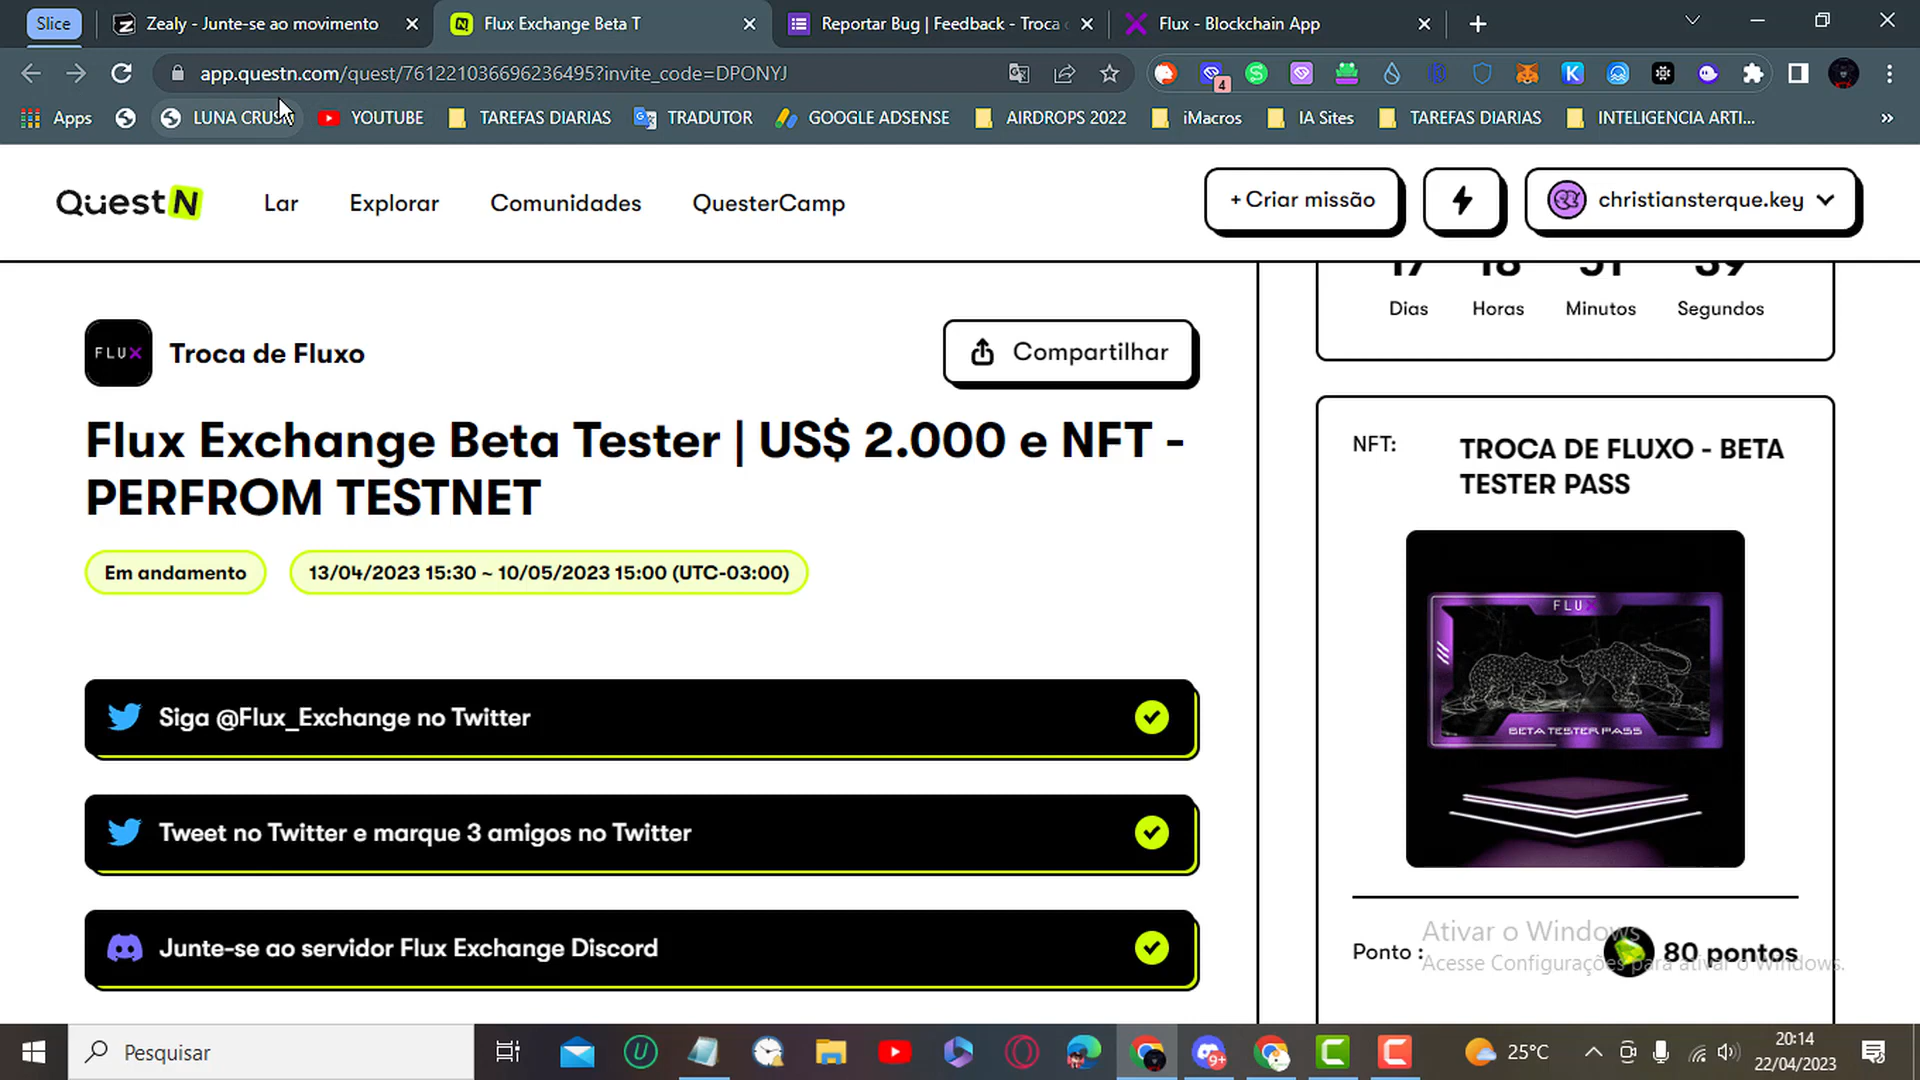 Slice
Zealy - Junte-se ao movimento
Flux Exchange Beta T
Reportar Bug | Feedback - Troca
Flux - Blockchain App
app.questn.com/quest/761221036696236495?invite_code=DPONYJ
4
Apps
LUNA CRUSH
YOUTUBE
TAREFAS DIARIAS
TRADUTOR
GOOGLE ADSENSE
AIRDROPS 2022
iMacros
IA Sites
TAREFAS DIARIAS
INTELIGENCIA ARTI...
»
QuestN
Lar
Explorar
Comunidades
QuesterCamp
+ Criar missão
christiansterque.key
17 18 51 39
Dias Horas Minutos Segundos
FLUX
Troca de Fluxo
Compartilhar
Flux Exchange Beta Tester | US$ 2.000 e NFT -
PERFROM TESTNET
Em andamento
13/04/2023 15:30 ~ 10/05/2023 15:00 (UTC-03:00)
Siga @Flux_Exchange no Twitter
Tweet no Twitter e marque 3 amigos no Twitter
Junte-se ao servidor Flux Exchange Discord
NFT:
TROCA DE FLUXO - BETA
TESTER PASS
FLUX
BETA TESTER PASS
Ponto :
80 pontos
Ativar o Windows
Acesse Configurações para ativar o Windows.
Pesquisar
9+
25°C
20:14
22/04/2023